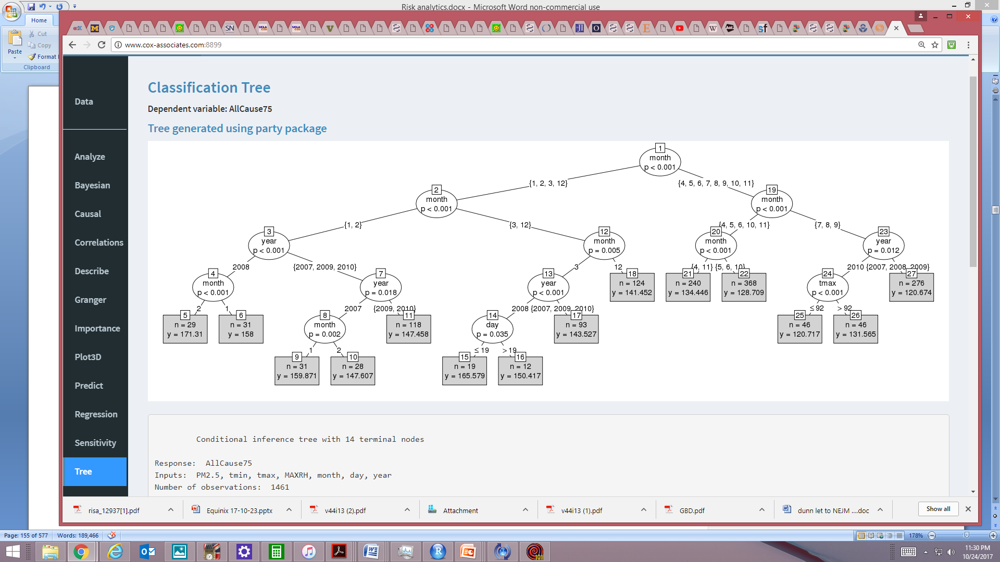 Risk analytics.docx - Microsoft Word non-commercial use
Home
Cut
Copy
Paste
Format
Clipboard
www.cox-associates.com:8899
Data
Analyze
Bayesian
Causal
Correlations
Describe
Granger
Importance
Plot3D
Predict
Regression
Sensitivity
Tree
Classification Tree
Dependent variable: AllCause75
Tree generated using party package
1
month
p < 0.001
{1, 2, 3, 12}
{4, 5, 6, 7, 8, 9, 10, 11}
2
month
p < 0.001
19
month
p < 0.001
{1, 2}
{3, 12}
{4, 5, 6, 10, 11}
{7, 8, 9}
3
year
p < 0.001
12
month
p = 0.005
20
month
p < 0.001
23
year
p = 0.012
2008
{2007, 2009, 2010}
3
12
{4, 11}
{5, 6, 10}
2010
{2007, 2008, 2009}
4
month
p < 0.001
7
year
p = 0.018
13
year
p < 0.001
18
n = 124
y = 141.452
21
n = 240
y = 134.446
22
n = 368
y = 128.709
24
tmax
p < 0.001
27
n = 276
y = 120.674
2
1
2007
{2009, 2010}
2008
{2007, 2009, 2010}
≤ 92
> 92
5
n = 29
y = 171.31
6
n = 31
y = 158
8
month
p = 0.002
11
n = 118
y = 147.458
14
day
p = 0.035
17
n = 93
y = 143.527
25
n = 46
y = 120.717
26
n = 46
y = 131.565
1
2
≤ 19
> 19
9
n = 31
y = 159.871
10
n = 28
y = 147.607
15
n = 19
y = 165.579
16
n = 12
y = 150.417
Conditional inference tree with 14 terminal nodes
Response: AllCause75
Inputs: PM2.5, tmin, tmax, MAXRH, month, day, year
Number of observations: 1461
risa_12937[1].pdf
Equinix 17-10-23.pptx
v44i13 (2).pdf
Attachment
v44i13 (1).pdf
GBD.pdf
dunn let to NEJM ....doc
Show all
Page: 155 of 577
Words: 189,466
178%
11:30 PM
10/24/2017